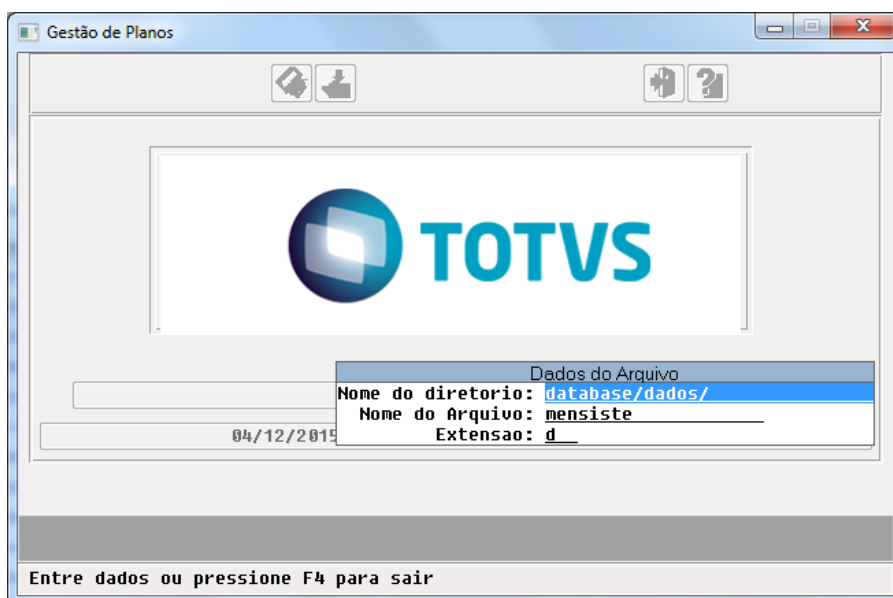 Gestão de Planos
TOTVS
Dados do Arquivo
Nome do diretorio: database/dados/
Nome do Arquivo: mensiste
04/12/2015
Extensao: d
Entre dados ou pressione F4 para sair